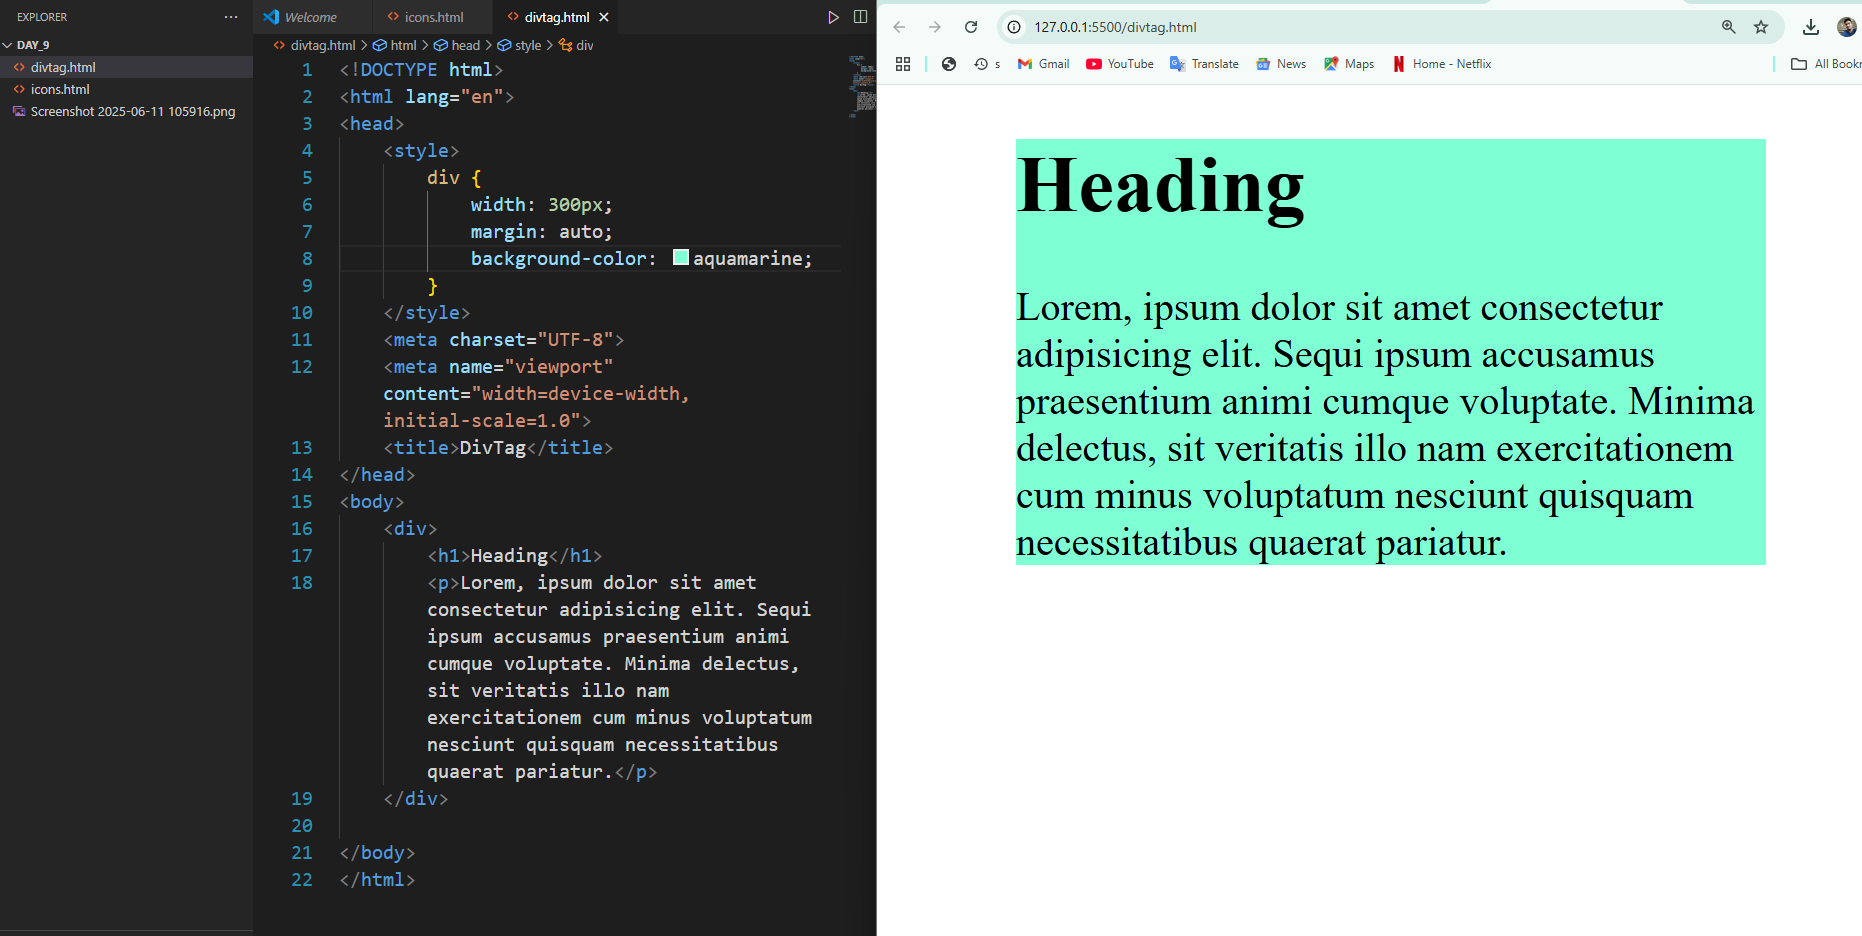 EXPLORER
DAY_9
divtag.html
icons.html
Screenshot 2025-06-11 105916.png
Welcome
icons.html
divtag.html
divtag.html > html > head > style > div
1 <!DOCTYPE html>
2 <html lang="en">
3 <head>
4 <style>
5 div {
6 width: 300px;
7 margin: auto;
8 background-color: aquamarine;
9 }
10 </style>
11 <meta charset="UTF-8">
12 <meta name="viewport"
content="width=device-width,
initial-scale=1.0">
13 <title>DivTag</title>
14 </head>
15 <body>
16 <div>
17 <h1>Heading</h1>
18 <p>Lorem, ipsum dolor sit amet
consectetur adipisicing elit. Sequi
ipsum accusamus praesentium animi
cumque voluptate. Minima delectus,
sit veritatis illo nam
exercitationem cum minus voluptatum
nesciunt quisquam necessitatibus
quaerat pariatur.</p>
19 </div>
20
21 </body>
22 </html>
127.0.0.1:5500/divtag.html
s Gmail YouTube Translate News Maps Home - Netflix All Bookr
Heading
Lorem, ipsum dolor sit amet consectetur
adipisicing elit. Sequi ipsum accusamus
praesentium animi cumque voluptate. Minima
delectus, sit veritatis illo nam exercitationem
cum minus voluptatum nesciunt quisquam
necessitatibus quaerat pariatur.